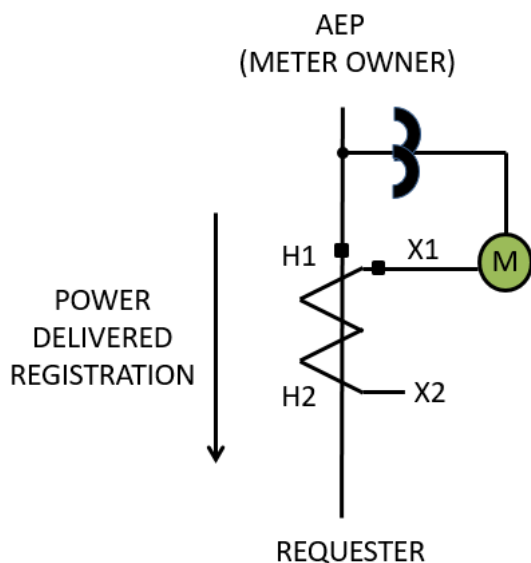 AEP
(METER OWNER)
H1
X1
M
POWER
DELIVERED
REGISTRATION
H2
X2
REQUESTER